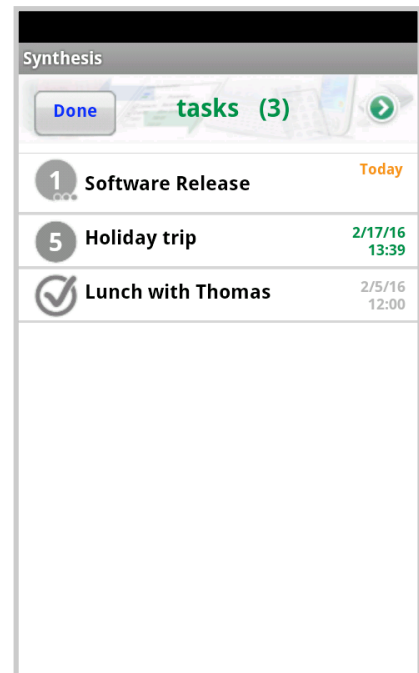 Synthesis
Done
tasks (3)
1
Software Release
Today
5
Holiday trip
2/17/16
13:39
Lunch with Thomas
2/5/16
12:00